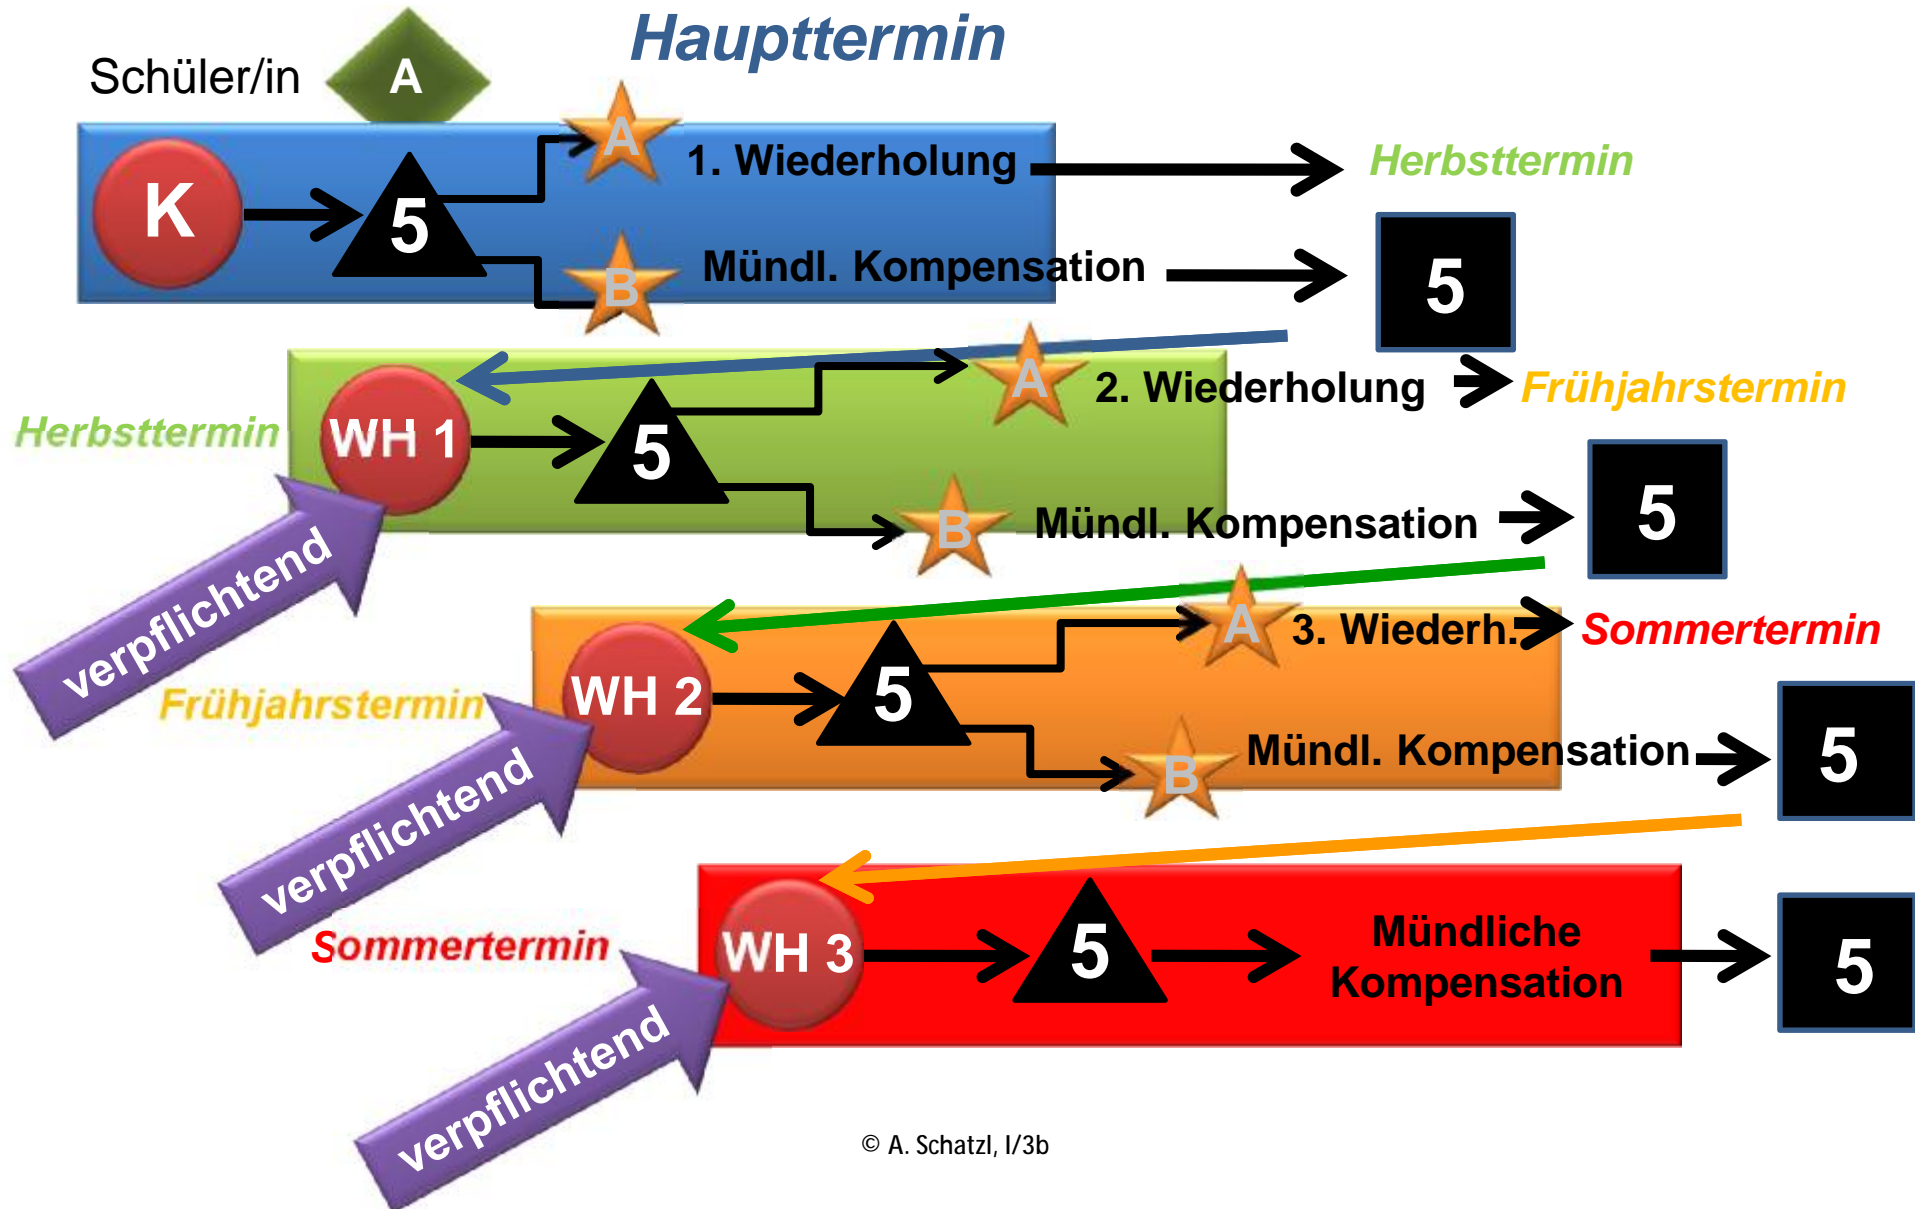 Haupttermin
Schüler/in
A
K
5
A
1. Wiederholung
Herbsttermin
B
Mündl. Kompensation
5
Herbsttermin
WH 1
5
A
2. Wiederholung
Frühjahrstermin
B
Mündl. Kompensation
5
verpflichtend
Frühjahrstermin
WH 2
5
A
3. Wiederh.
Sommertermin
B
Mündl. Kompensation
5
verpflichtend
Sommertermin
WH 3
5
Mündliche
Kompensation
5
verpflichtend
© A. Schatzl, I/3b